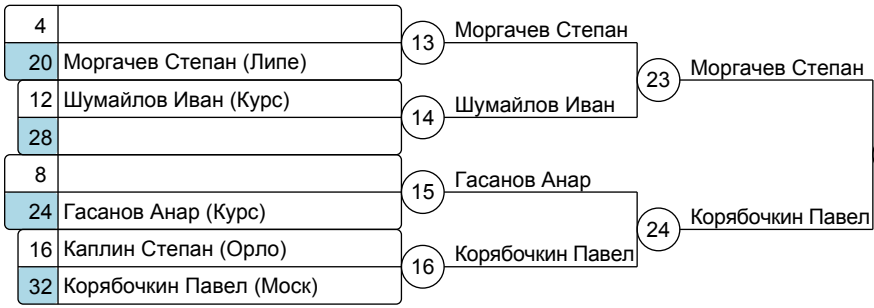 4
13 Моргачев Степан
20 Моргачев Степан (Липе)
23 Моргачев Степан
12 Шумайлов Иван (Курс)
14 Шумайлов Иван
28
8
15 Гасанов Анар
24 Гасанов Анар (Курс)
24 Корябочкин Павел
16 Каплин Степан (Орло)
16 Корябочкин Павел
32 Корябочкин Павел (Моск)